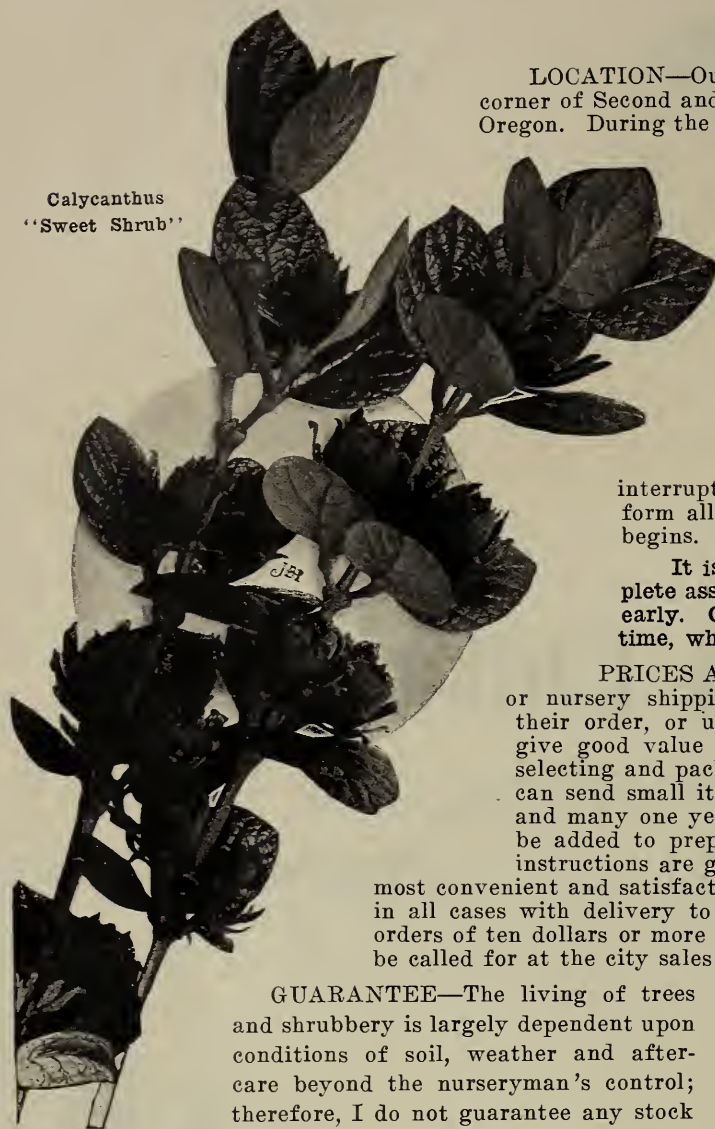 Calycanthus
‘‘Sweet Shrub’’
LOCATION—Ou
corner of Second and
Oregon. During the
JBP
interrupt
form all
begins.
It is
plete ass
early. C
time, wh
PRICES A
or nursery shippi
their order, or u
give good value
selecting and pac
can send small it
and many one ye
be added to prep
instructions are g
most convenient and satisfact
in all cases with delivery to
orders of ten dollars or more
be called for at the city sales
GUARANTEE—The living of trees
and shrubbery is largely dependent upon
conditions of soil, weather and after-
care beyond the nurseryman's control;
therefore, I do not guarantee any stock